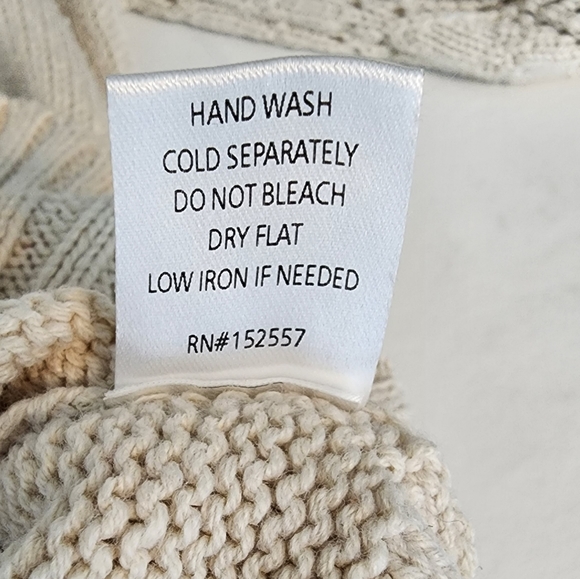 HAND WASH
COLD SEPARATELY
DO NOT BLEACH
DRY FLAT
LOW IRON IF NEEDED
RN#152557